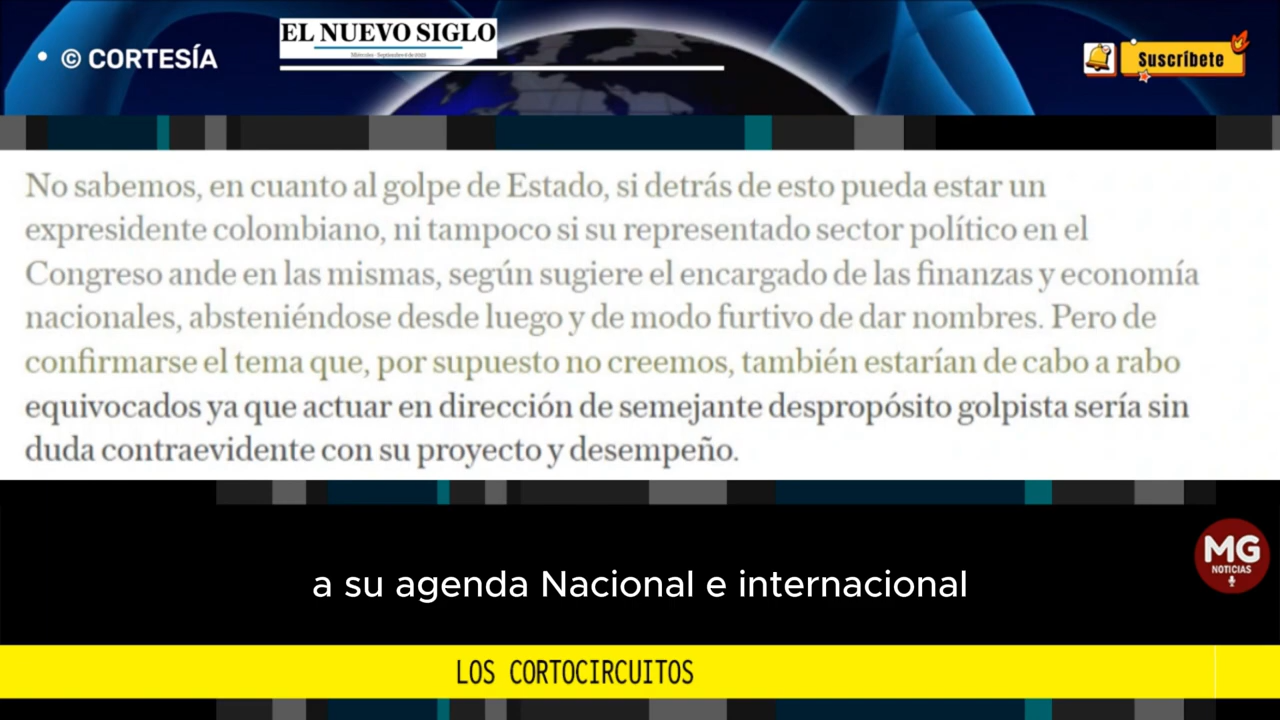 © CORTESÍA
EL NUEVO SIGLO
Suscríbete
No sabemos, en cuanto al golpe de Estado, si detrás de esto pueda estar un
expresidente colombiano, ni tampoco si su representado sector político en el
Congreso ande en las mismas, según sugiere el encargado de las finanzas y economía
nacionales, absteniéndose desde luego y de modo furtivo de dar nombres. Pero de
confirmarse el tema que, por supuesto no creemos, también estarían de cabo a rabo
equivocados ya que actuar en dirección de semejante despropósito golpista sería sin
duda contraevidente con su proyecto y desempeño.
MG
NOTICIAS
a su agenda Nacional e internacional
LOS CORTOCIRCUITOS